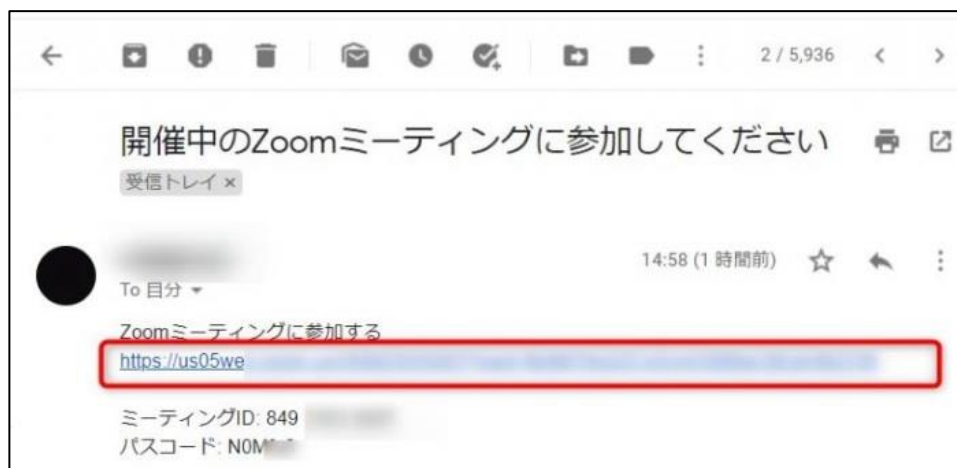 2 / 5,936
開催中のZoomミーティングに参加してください
受信トレイ ×
14:58 (1 時間前)
To 目分
Zoomミーティングに参加する
https://us05we
ミーティングID: 849
パスコード: N0M